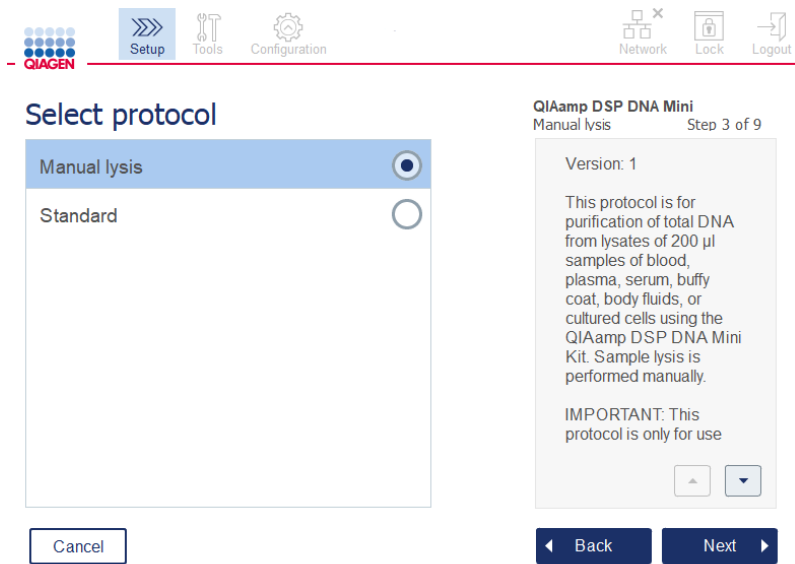 QIAGEN
Setup
Tools
Configuration
Network
Lock
Logout
Select protocol
Manual lysis
Standard
QIAamp DSP DNA Mini
Manual lysis Step 3 of 9
Version: 1
This protocol is for
purification of total DNA
from lysates of 200 µl
samples of blood,
plasma, serum, buffy
coat, body fluids, or
cultured cells using the
QIAamp DSP DNA Mini
Kit. Sample lysis is
performed manually.
IMPORTANT: This
protocol is only for use
Cancel
Back
Next